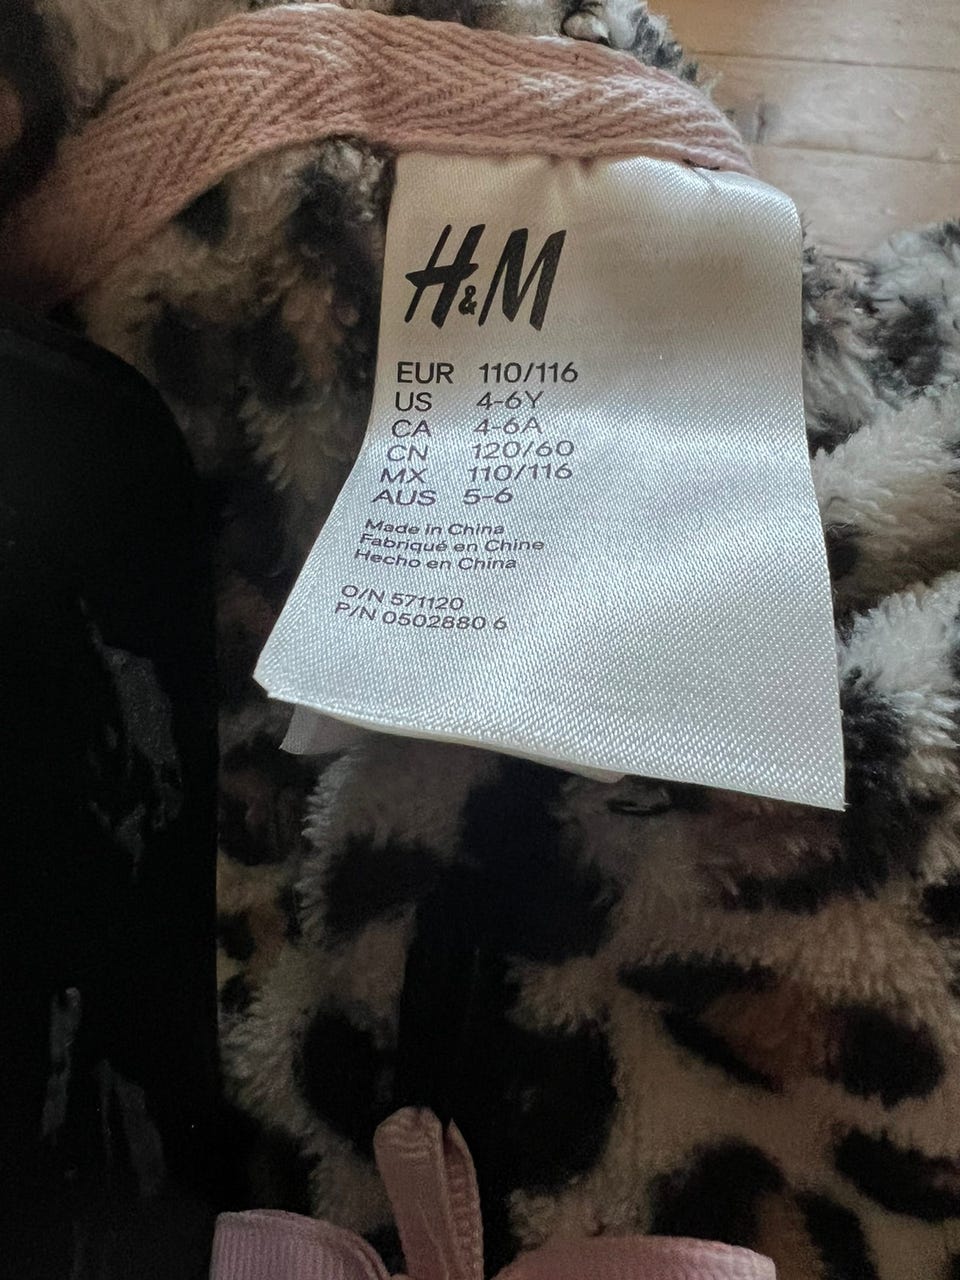 H&M
EUR 110/116
US 4-6Y
CA 4-6A
CN 120/60
MX 110/116
AUS 5-6
Made in China
Fabriqué en Chine
Hecho en China
O/N 571120
P/N 0502880 6